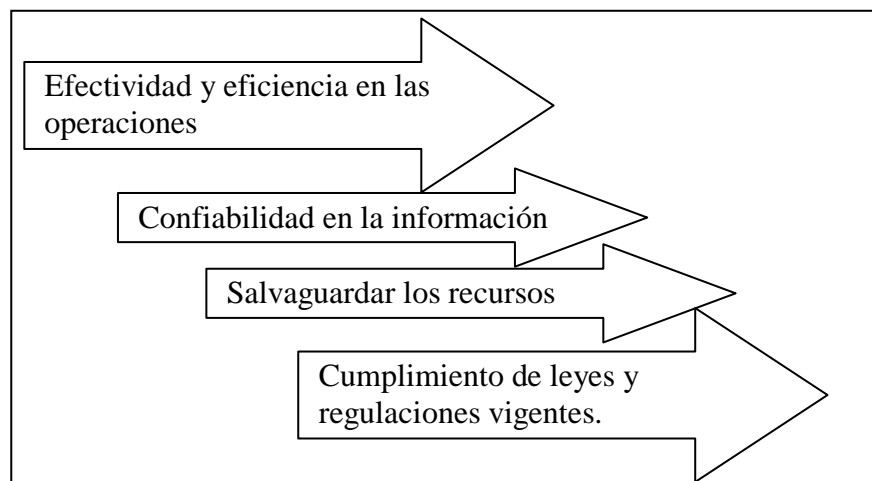 Efectividad y eficiencia en las
operaciones
Confiabilidad en la información
Salvaguardar los recursos
Cumplimiento de leyes y
regulaciones vigentes.